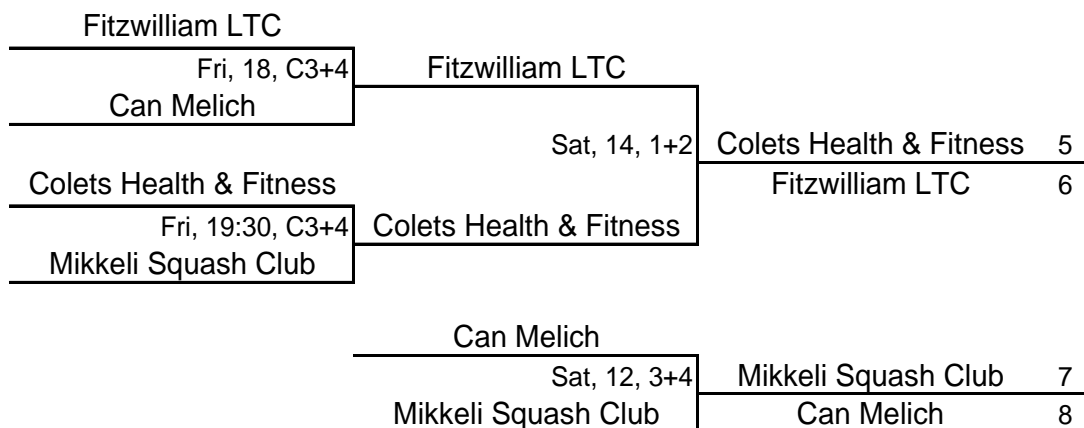 Fitzwilliam LTC
Fri, 18, C3+4 Fitzwilliam LTC
Can Melich
Sat, 14, 1+2 Colets Health & Fitness 5
Colets Health & Fitness Fitzwilliam LTC 6
Fri, 19:30, C3+4 Colets Health & Fitness
Mikkeli Squash Club
Can Melich
Sat, 12, 3+4 Mikkeli Squash Club 7
Mikkeli Squash Club Can Melich 8